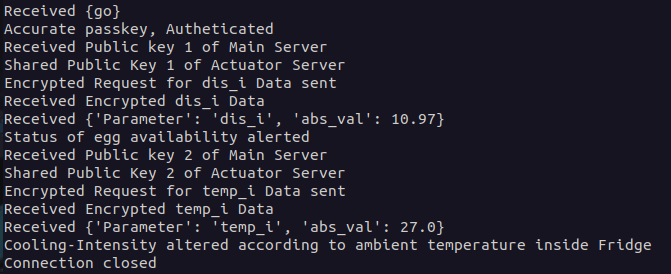 Received {go}
Accurate passkey, Autheticated
Received Public key 1 of Main Server
Shared Public Key 1 of Actuator Server
Encrypted Request for dis_i Data sent
Received Encrypted dis_i Data
Received {'Parameter': 'dis_i', 'abs_val': 10.97}
Status of egg availability alerted
Received Public key 2 of Main Server
Shared Public Key 2 of Actuator Server
Encrypted Request for temp_i Data sent
Received Encrypted temp_i Data
Received {'Parameter': 'temp_i', 'abs_val': 27.0}
Cooling-Intensity altered according to ambient temperature inside Fridge
Connection closed